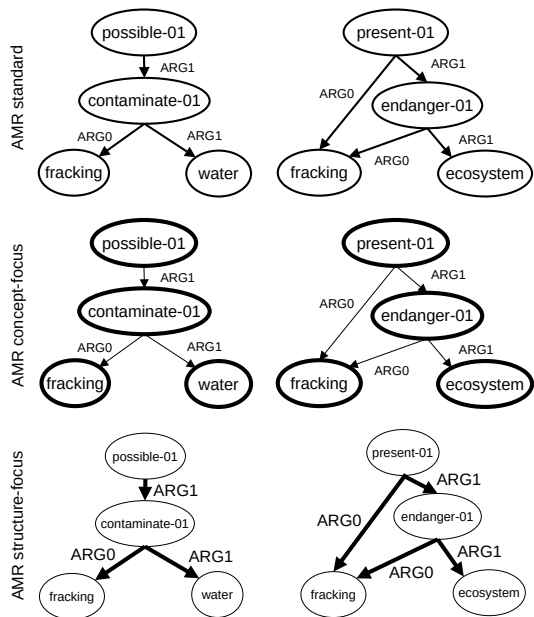 AMR standard
possible-01
ARG1
contaminate-01
ARG0
ARG1
fracking
water
present-01
ARG1
ARG0
endanger-01
ARG0
ARG1
fracking
ecosystem
AMR concept-focus
possible-01
ARG1
contaminate-01
ARG0
ARG1
fracking
water
present-01
ARG1
ARG0
endanger-01
ARG0
ARG1
fracking
ecosystem
AMR structure-focus
possible-01
ARG1
contaminate-01
ARG0
ARG1
fracking
water
present-01
ARG1
ARG0
endanger-01
ARG0
ARG1
fracking
ecosystem